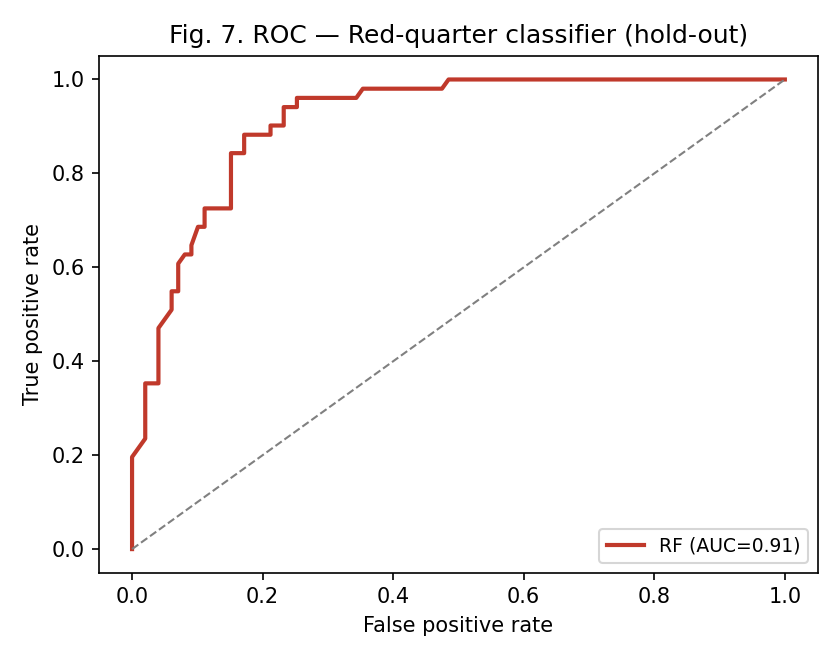 Fig. 7. ROC — Red-quarter classifier (hold-out)
True positive rate
1.0
0.8
0.6
0.4
0.2
0.0
RF (AUC=0.91)
0.0 0.2 0.4 0.6 0.8 1.0
False positive rate